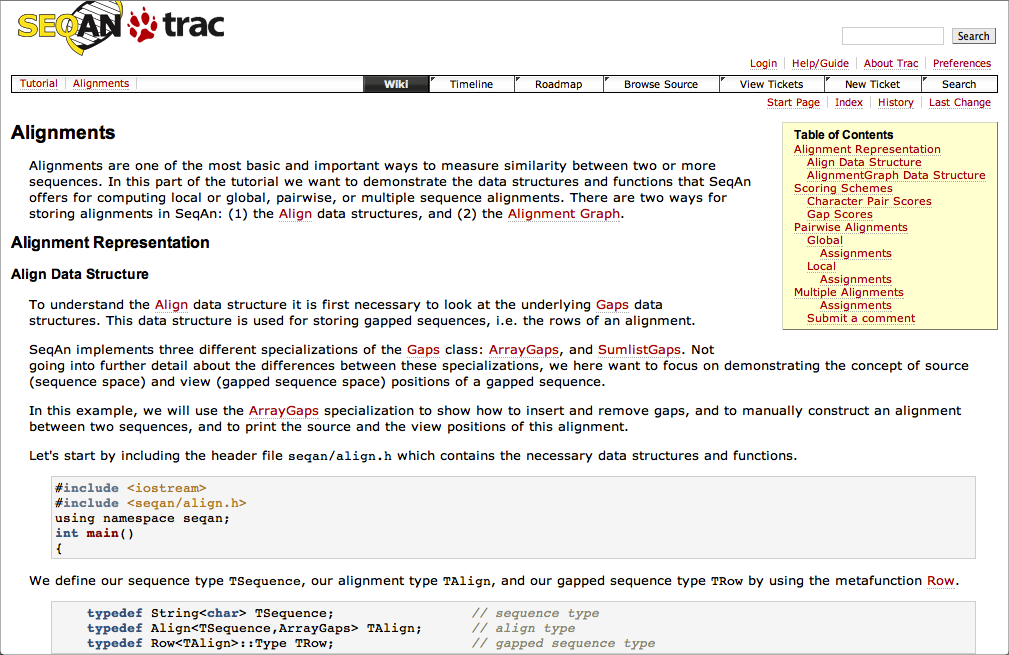 SEQAN trac
Search
Login Help/Guide About Trac Preferences
Tutorial Alignments Wiki Timeline Roadmap Browse Source View Tickets New Ticket Search
Start Page Index History Last Change
Alignments
Alignments are one of the most basic and important ways to measure similarity between two or more
sequences. In this part of the tutorial we want to demonstrate the data structures and functions that SeqAn
offers for computing local or global, pairwise, or multiple sequence alignments. There are two ways for
storing alignments in SeqAn: (1) the Align data structures, and (2) the Alignment Graph.
Table of Contents
Alignment Representation
Align Data Structure
AlignmentGraph Data Structure
Scoring Schemes
Character Pair Scores
Gap Scores
Pairwise Alignments
Global
Assignments
Local
Assignments
Multiple Alignments
Assignments
Submit a comment
Alignment Representation
Align Data Structure
To understand the Align data structure it is first necessary to look at the underlying Gaps data
structures. This data structure is used for storing gapped sequences, i.e. the rows of an alignment.
SeqAn implements three different specializations of the Gaps class: ArrayGaps, and SumlistGaps. Not
going into further detail about the differences between these specializations, we here want to focus on demonstrating the concept of source
(sequence space) and view (gapped sequence space) positions of a gapped sequence.
In this example, we will use the ArrayGaps specialization to show how to insert and remove gaps, and to manually construct an alignment
between two sequences, and to print the source and the view positions of this alignment.
Let's start by including the header file seqan/align.h which contains the necessary data structures and functions.
#include <iostream>
#include <seqan/align.h>
using namespace seqan;
int main()
{
We define our sequence type TSequence, our alignment type TAlign, and our gapped sequence type TRow by using the metafunction Row.
typedef String<char> TSequence; // sequence type
typedef Align<TSequence,ArrayGaps> TAlign; // align type
typedef Row<TAlign>::Type TRow; // gapped sequence type